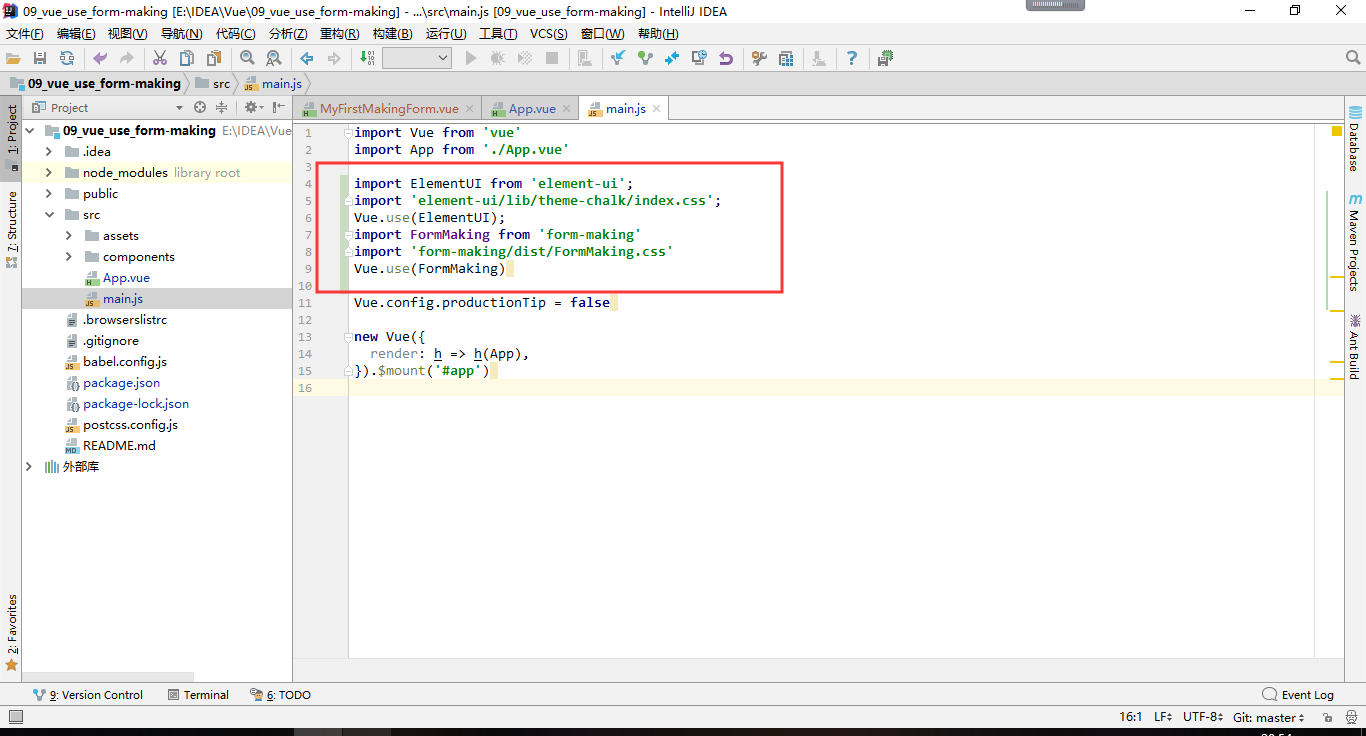 09_vue_use_form-making [E:\IDEA\Vue\09_vue_use_form-making] - ...\src\main.js [09_vue_use_form-making] - IntelliJ IDEA
文件(F) 编辑(E) 视图(V) 导航(N) 代码(C) 分析(Z) 重构(R) 构建(B) 运行(U) 工具(T) VCS(S) 窗口(W) 帮助(H)
09_vue_use_form-making src main.js
Project
MyFirstMakingForm.vue App.vue main.js
1: Project
7: Structure
2: Favorites
09_vue_use_form-making E:\IDEA\Vue
.idea
node_modules library root
public
src
assets
components
App.vue
main.js
.browserslistrc
.gitignore
babel.config.js
package.json
package-lock.json
postcss.config.js
README.md
外部库
1 import Vue from 'vue'
2 import App from './App.vue'
3
4 import ElementUI from 'element-ui';
5 import 'element-ui/lib/theme-chalk/index.css';
6 Vue.use(ElementUI);
7 import FormMaking from 'form-making'
8 import 'form-making/dist/FormMaking.css'
9 Vue.use(FormMaking)
10
11 Vue.config.productionTip = false
12
13 new Vue({
14 render: h => h(App),
15 }).$mount('#app')
16
Database
Maven Projects
Ant Build
9: Version Control Terminal 6: TODO Event Log
16:1 LF UTF-8 Git: master